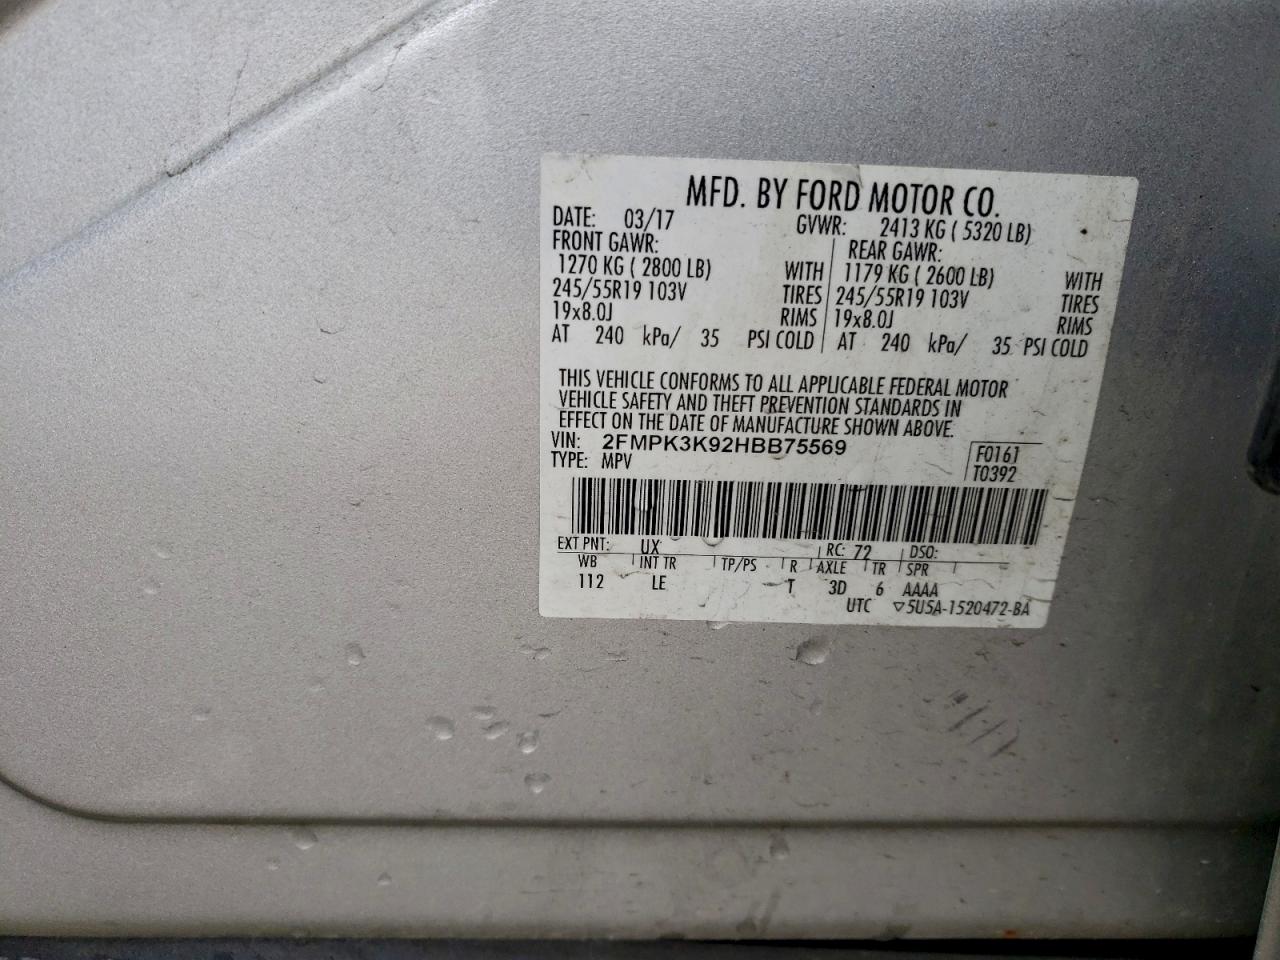 MFD. BY FORD MOTOR CO.
DATE: 03/17 GVWR: 2413 KG ( 5320 LB)
FRONT GAWR: REAR GAWR:
1270 KG ( 2800 LB) WITH 1179 KG ( 2600 LB) WITH
245/55R19 103V TIRES 245/55R19 103V TIRES
19x8.0J RIMS 19x8.0J RIMS
AT 240 kPa/ 35 PSI COLD AT 240 kPa/ 35 PSI COLD
THIS VEHICLE CONFORMS TO ALL APPLICABLE FEDERAL MOTOR
VEHICLE SAFETY AND THEFT PREVENTION STANDARDS IN
EFFECT ON THE DATE OF MANUFACTURE SHOWN ABOVE.
VIN: 2FMPK3K92HBB75569 F0161
TYPE: MPV T0392
EXT PNT: UX RC: 72 DSO:
WB INT TR TP/PS R AXLE TR SPR
112 LE T 3D 6 AAAA
UTC ▽5U5A-1520472-BA